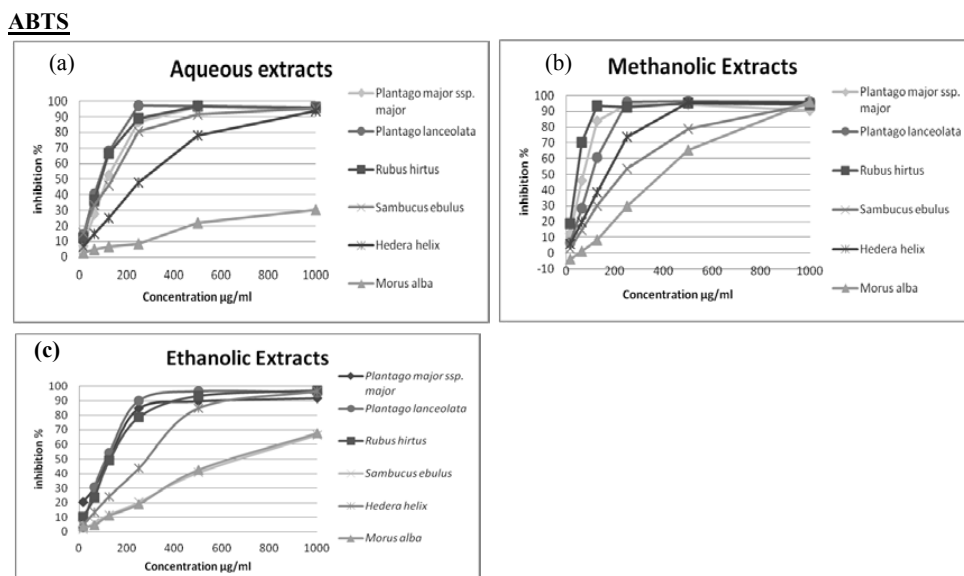 ABTS
(a)
Aqueous extracts
inhibition %
100
90
80
70
60
50
40
30
20
10
0
0 200 400 600 800 1000
Concentration µg/ml
Plantago major ssp.
major
Plantago lanceolata
Rubus hirtus
Sambucus ebulus
Hedera helix
Morus alba
(b)
Methanolic Extracts
inhibition %
100
90
80
70
60
50
40
30
20
10
0
-10
0 200 400 600 800 1000
Concentration µg/ml
Plantago major ssp.
major
Plantago lanceolata
Rubus hirtus
Sambucus ebulus
Hedera helix
Morus alba
(c)
Ethanolic Extracts
inhibition %
100
90
80
70
60
50
40
30
20
10
0
0 200 400 600 800 1000
Concentration µg/ml
Plantago major ssp.
major
Plantago lanceolata
Rubus hirtus
Sambucus ebulus
Hedera helix
Morus alba